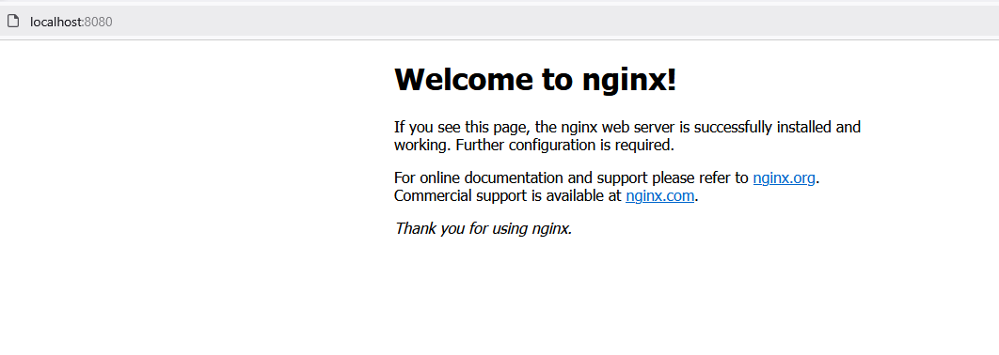 localhost:8080
Welcome to nginx!
If you see this page, the nginx web server is successfully installed and
working. Further configuration is required.
For online documentation and support please refer to nginx.org.
Commercial support is available at nginx.com.
Thank you for using nginx.